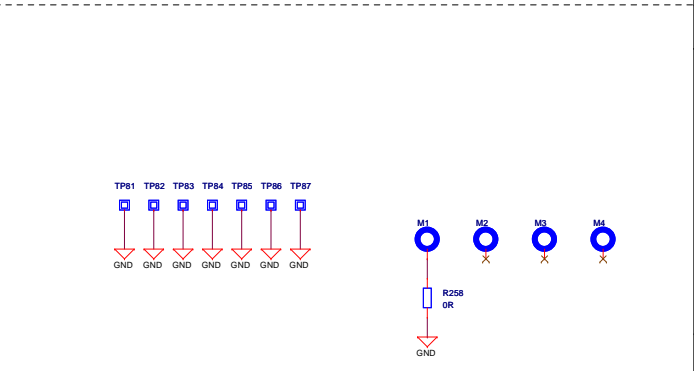 TP81 TP82 TP83 TP84 TP85 TP86 TP87
GND GND GND GND GND GND GND
M1 M2 M3 M4
R258
0R
GND